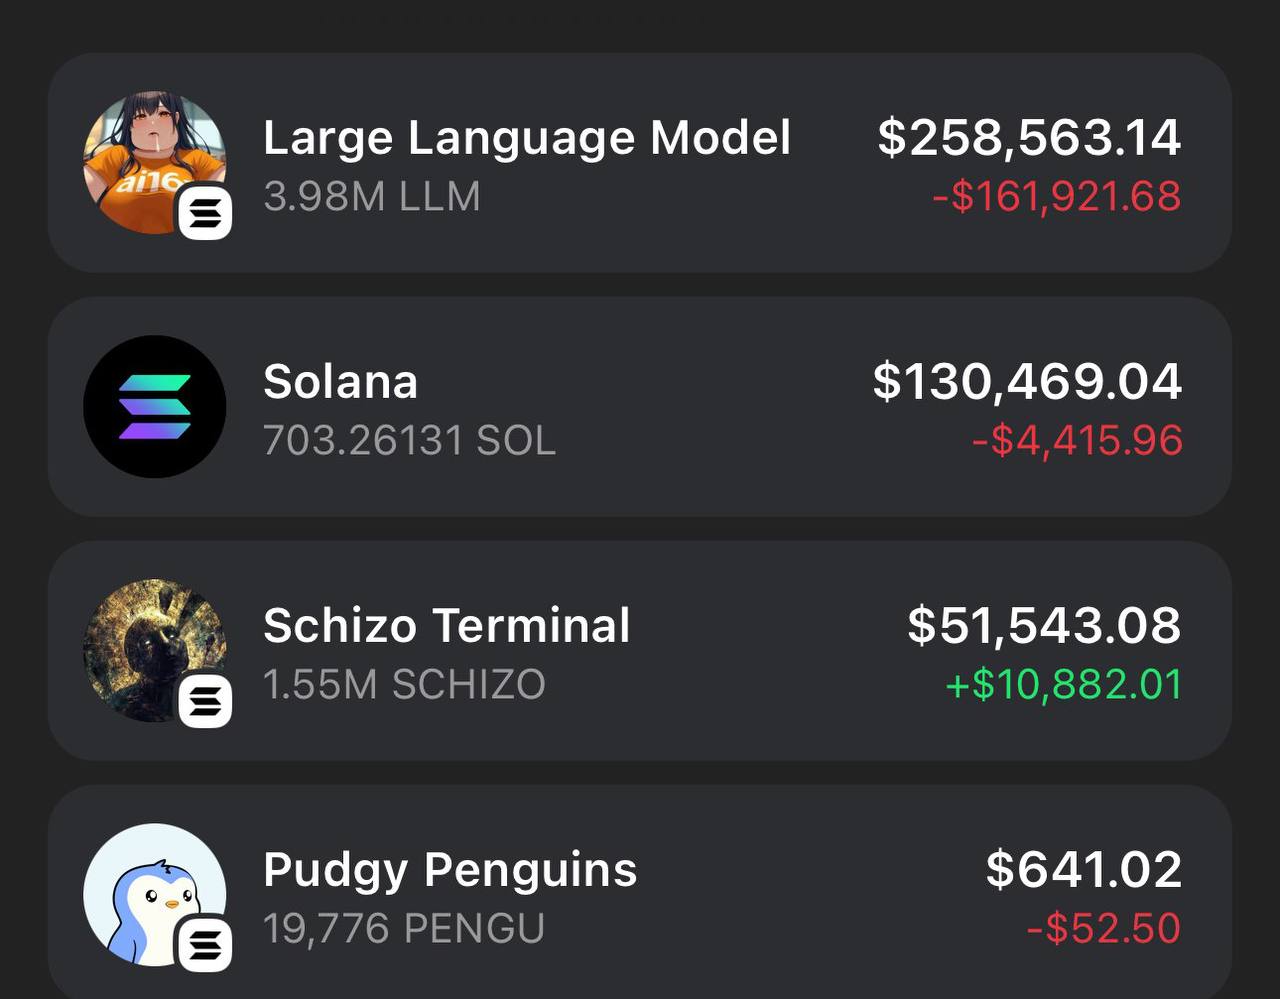 Large Language Model
$258,563.14
3.98M LLM
-$161,921.68
ai16
Solana
$130,469.04
703.26131 SOL
-$4,415.96
Schizo Terminal
$51,543.08
1.55M SCHIZO
+$10,882.01
Pudgy Penguins
$641.02
19,776 PENGU
-$52.50